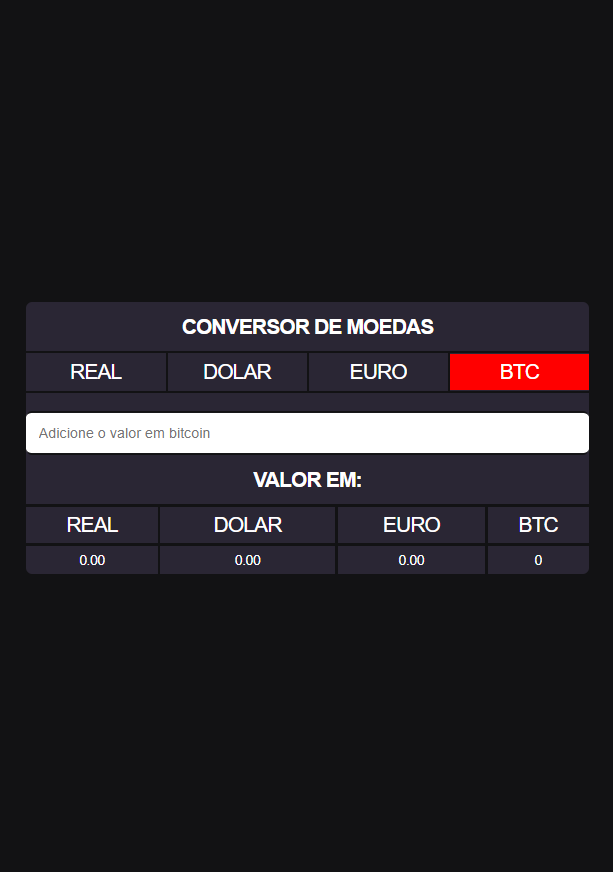 CONVERSOR DE MOEDAS
REAL DOLAR EURO BTC
Adicione o valor em bitcoin
VALOR EM:
REAL DOLAR EURO BTC
0.00 0.00 0.00 0